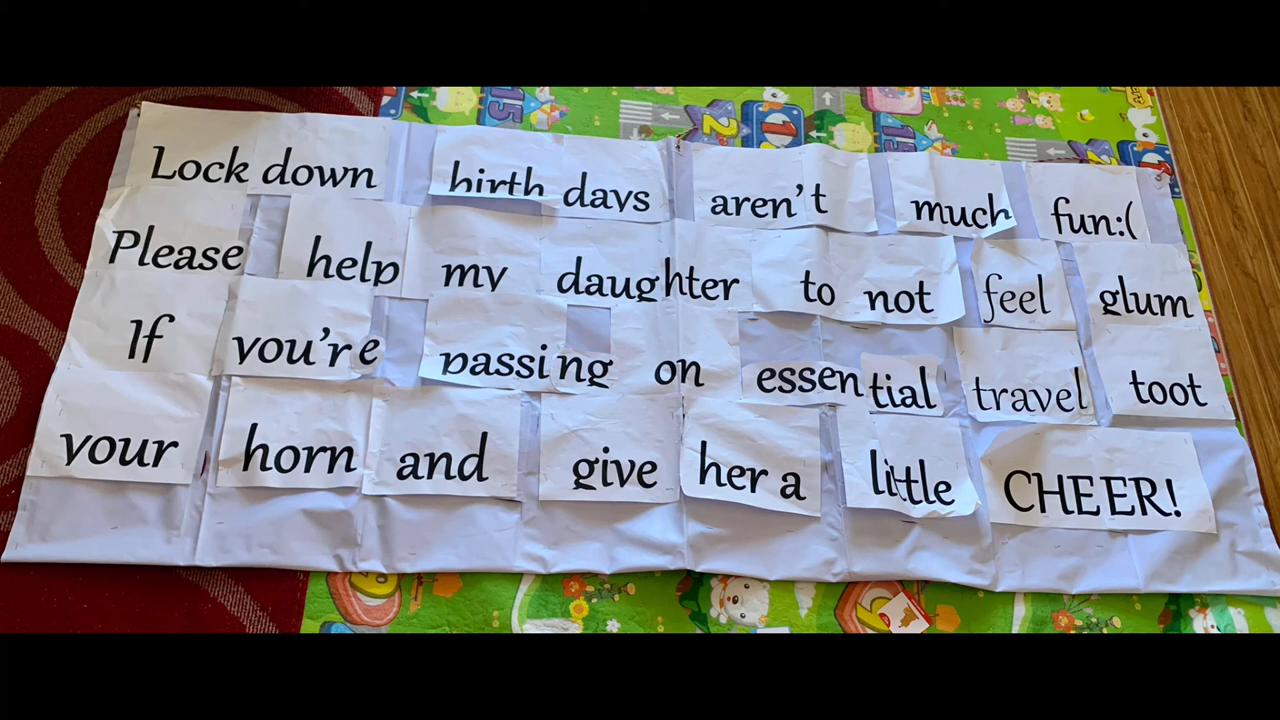 Lock down birth days aren't much fun:(
Please help my daughter to not feel glum
If you're passing on essential travel toot
your horn and give her a little CHEER!